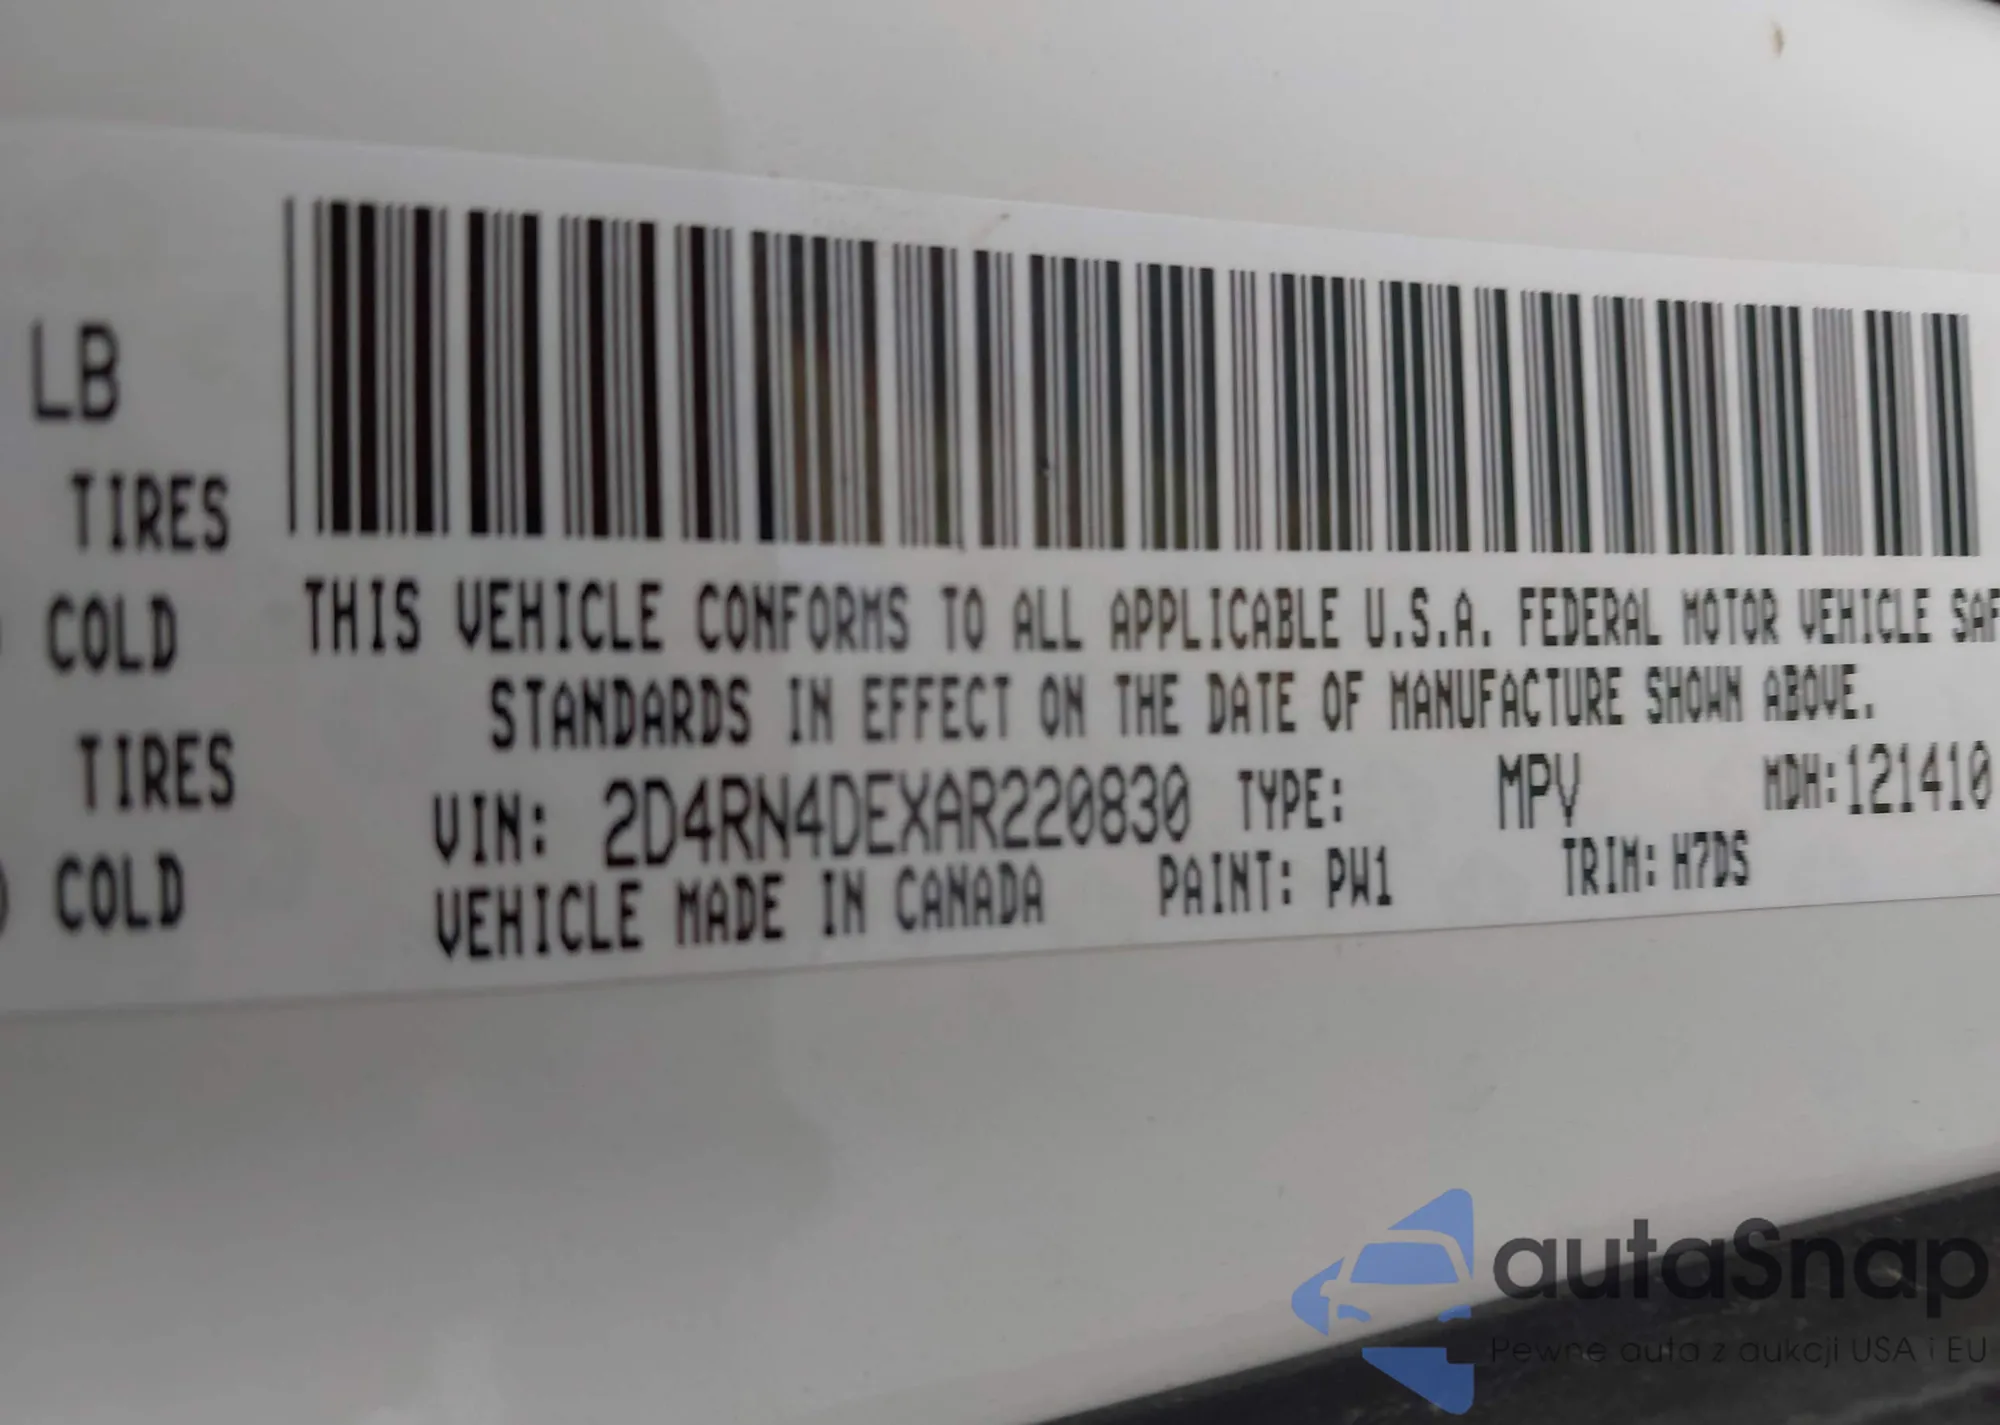 LB
TIRES
COLD
TIRES
COLD
THIS VEHICLE CONFORMS TO ALL APPLICABLE U.S.A. FEDERAL MOTOR VEHICLE SAF
STANDARDS IN EFFECT ON THE DATE OF MANUFACTURE SHOWN ABOVE.
VIN: 2D4RN4DEXAR220830 TYPE: MPV MDH:121410
VEHICLE MADE IN CANADA PAINT: PW1 TRIM: H7DS
autaSnap
Pewne auta z aukcji USA i EU